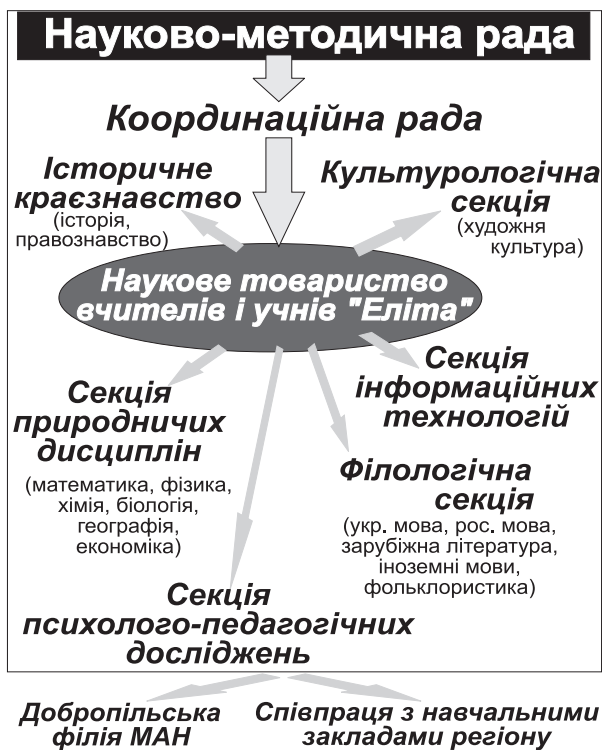 Науково-методична рада
Координаційна рада
Історичне
краєзнавство
(історія,
правознавство)
Культурологічна
секція
(художня
культура)
Наукове товариство
вчителів і учнів "Еліта"
Секція
природничих
дисциплін
(математика, фізика,
хімія, біологія,
географія,
економіка)
Секція
інформаційних
технологій
Філологічна
секція
(укр. мова, рос. мова,
зарубіжна література,
іноземні мови,
фольклористика)
Секція
психолого-педагогічних
досліджень
Добропільська
філія МАН
Співпраця з навчальними
закладами регіону